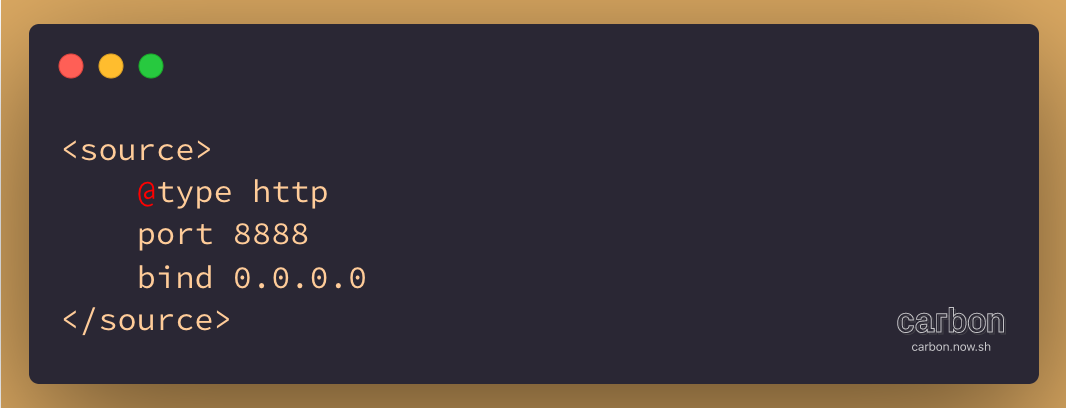 <source>
    @type http
    port 8888
    bind 0.0.0.0
</source>
carbon
carbon.now.sh